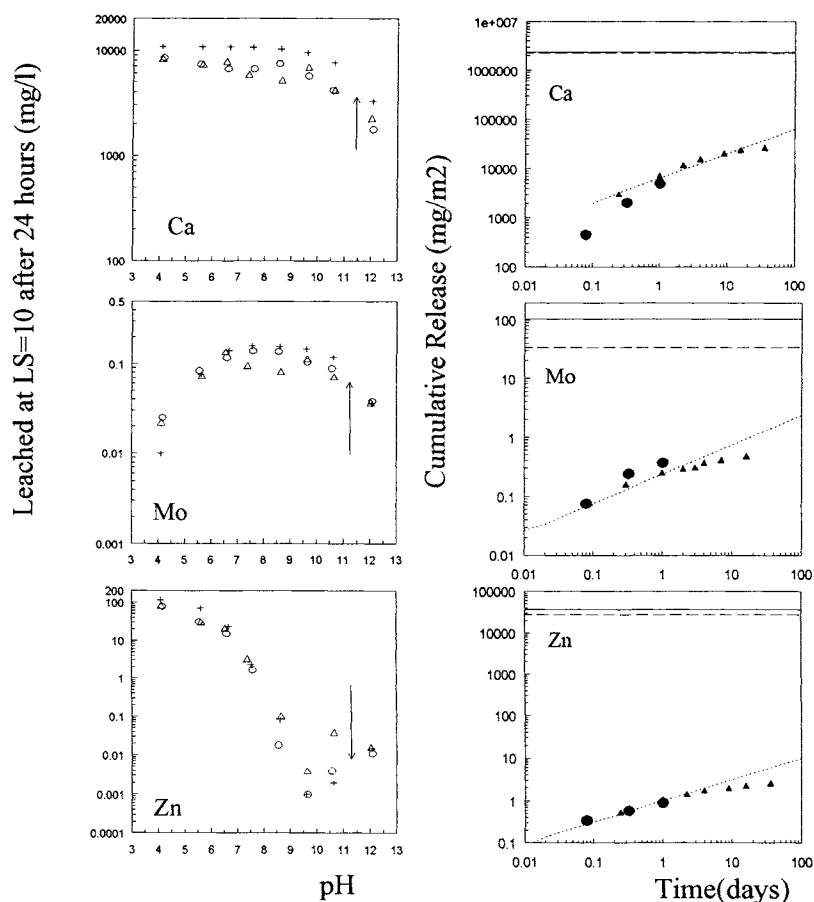 Leached at LS=10 after 24 hours (mg/l)
10000
1000
100
3 4 5 6 7 8 9 10 11 12 13
Ca
0.5
0.1
0.01
0.001
3 4 5 6 7 8 9 10 11 12 13
Mo
200
100
10
1
0.1
0.01
0.001
0.0001
3 4 5 6 7 8 9 10 11 12 13
Zn
pH
Cumulative Release (mg/m2)
1e+007
1000000
100000
10000
1000
100
0.01 0.1 1 10 100
Ca
100
10
1
0.1
0.01
0.01 0.1 1 10 100
Mo
100000
10000
1000
100
10
1
0.1
0.01 0.1 1 10 100
Zn
Time(days)